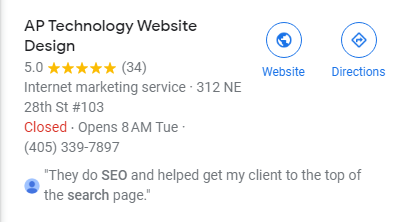 AP Technology Website
Design
5.0 ★★★★★ (34)
Website
Directions
Internet marketing service · 312 NE
28th St #103
Closed · Opens 8 AM Tue ·
(405) 339-7897
"They do SEO and helped get my client to the top of
the search page."